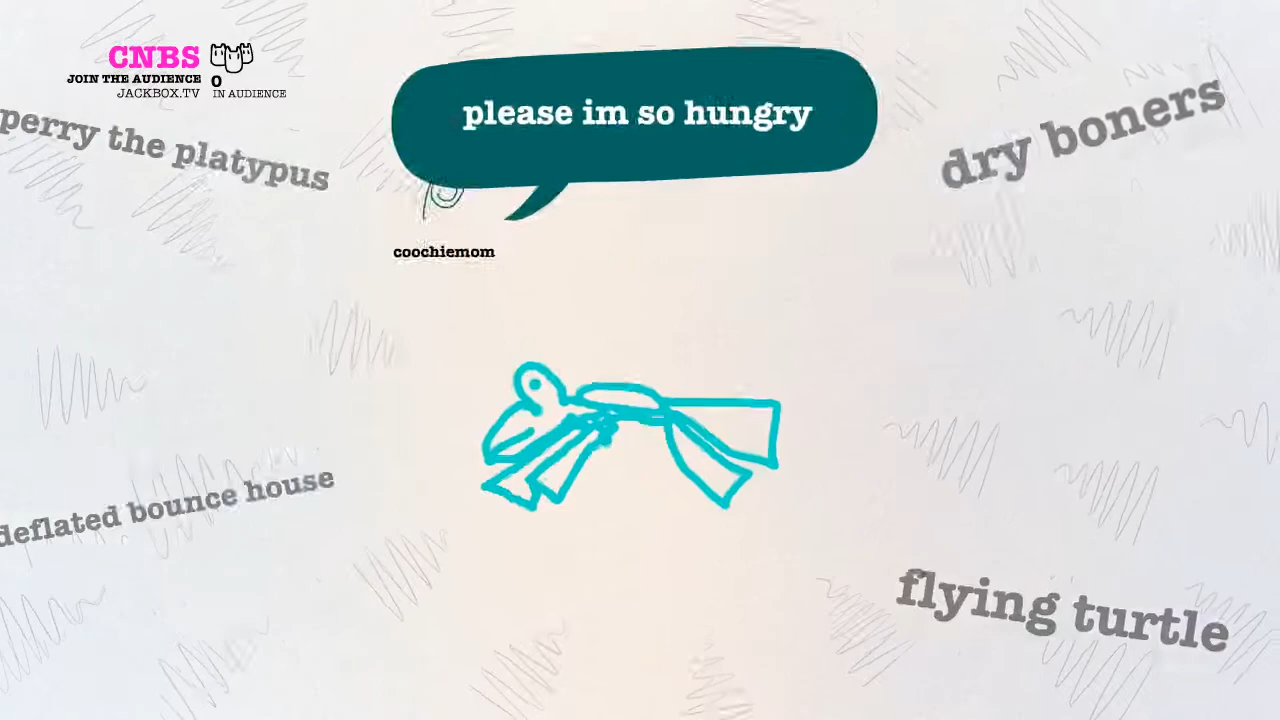 CNBS
JOIN THE AUDIENCE
JACKBOX.TV
0
IN AUDIENCE
please im so hungry
perry the platypus
dry boners
coochiemom
deflated bounce house
flying turtle